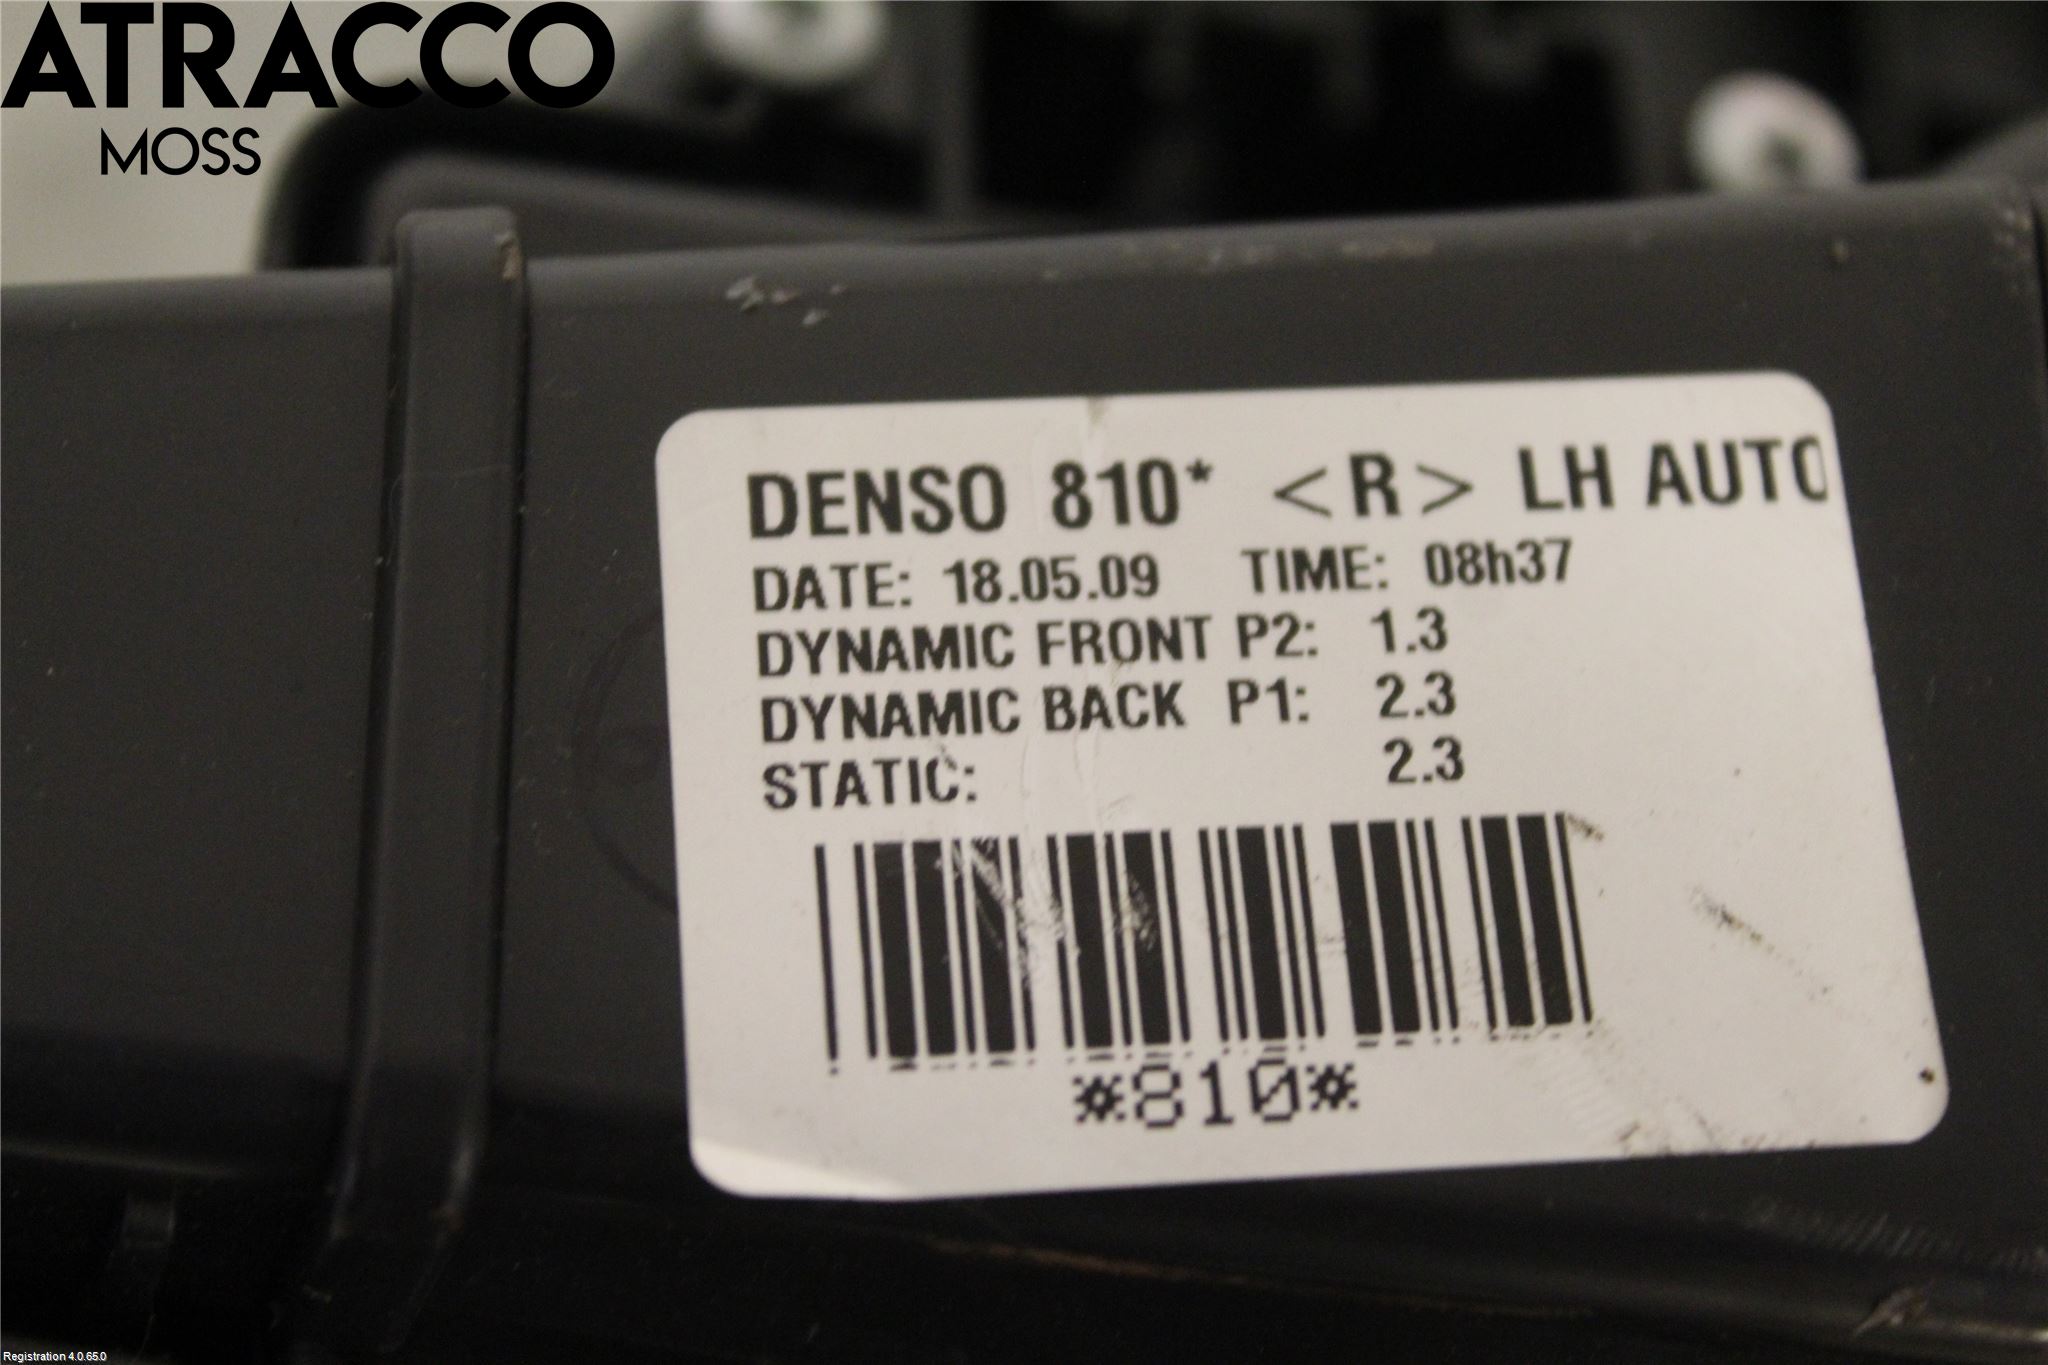 ATRACCO
MOSS
DENSO 810* <R> LH AUTO
DATE: 18.05.09 TIME: 08h37
DYNAMIC FRONT P2: 1.3
DYNAMIC BACK P1: 2.3
STATIC: 2.3
*810*
Registration 4.0.65.0